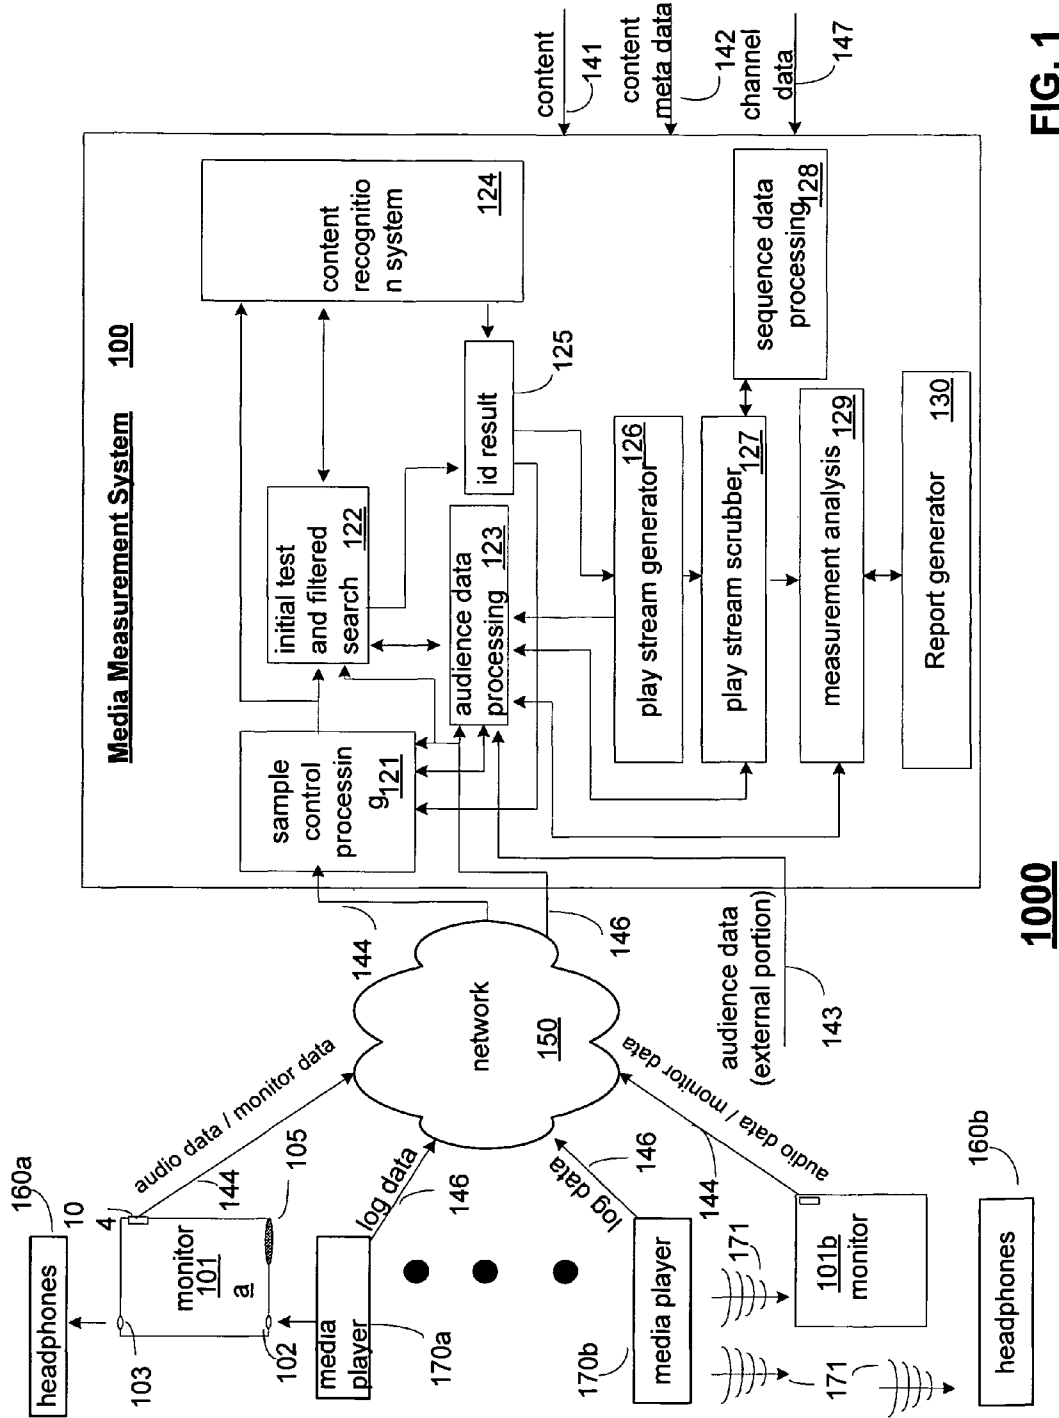 Media Measurement System 100
sample
control
processin
g121
initial test
and filtered
search 122
content
recognitio
n system
124
audience data
processing 123
id result
125
play stream generator 126
play stream scrubber
127
sequence data
processing 128
measurement analysis 129
Report generator 130
content
141
content
meta data
142
channel
data
147
headphones
160a
10
4
monitor
101
a
103
102
105
audio data / monitor data
144
media
player
170a
log data
146
network
150
144
146
audience data
(external portion)
143
media player
170b
log data
146
audio data / monitor data
144
171
171
101b
monitor
headphones
160b
1000
FIG. 1